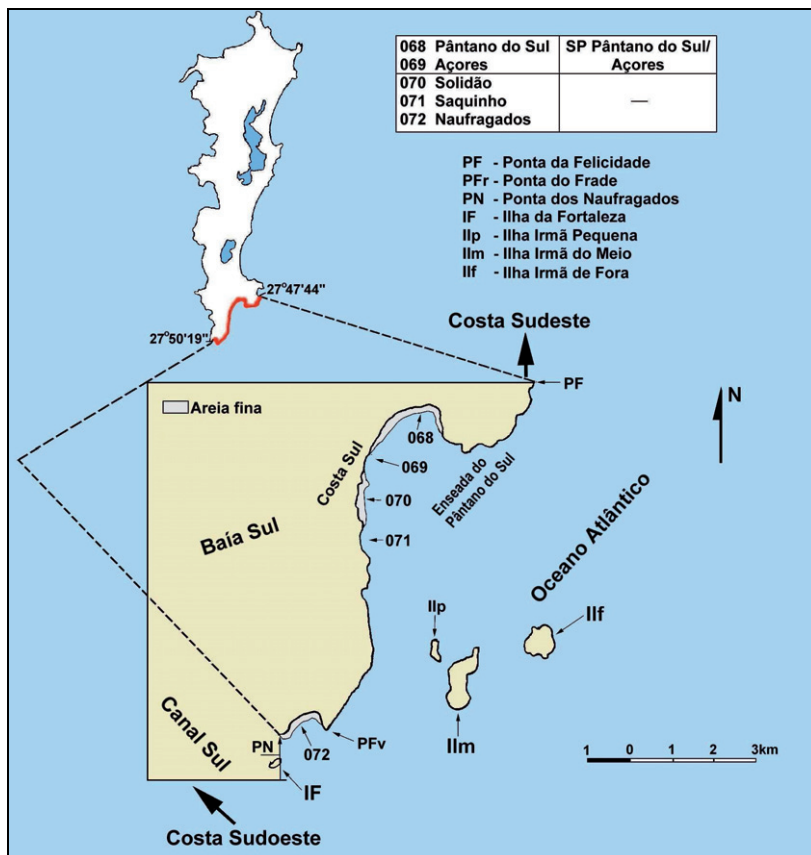 068 Pântano do Sul
069 Açores
SP Pântano do Sul/
Açores
070 Solidão
071 Saquinho
072 Naufragados
—
PF - Ponta da Felicidade
PFr - Ponta do Frade
PN - Ponta dos Naufragados
IF - Ilha da Fortaleza
IIp - Ilha Irmã Pequena
IIm - Ilha Irmã do Meio
IIf - Ilha Irmã de Fora
27°47'44"
27°50'19"
Costa Sudeste
PF
N
Areia fina
068
Costa Sul
069
Enseada do
Pântano do Sul
070
Baía Sul
071
Oceano Atlântico
IIp
IIf
IIm
Canal Sul
PN
072
PFv
IF
1 0 1 2 3km
Costa Sudoeste